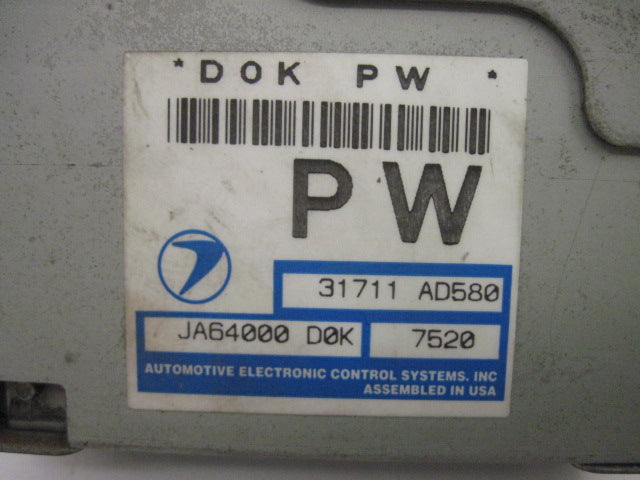 *DOK PW *
PW
31711 AD580
JA64000 D0K 7520
AUTOMOTIVE ELECTRONIC CONTROL SYSTEMS. INC
ASSEMBLED IN USA